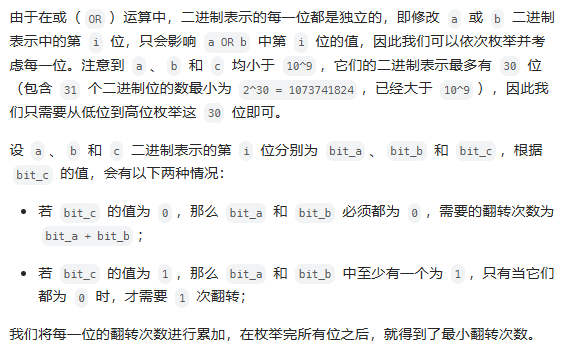 由于在或（ OR ）运算中，二进制表示的每一位都是独立的，即修改 a 或 b 二进制
表示中的第 i 位，只会影响 a OR b 中第 i 位的值，因此我们可以依次枚举并考
虑每一位。注意到 a 、 b 和 c 均小于 10^9 ，它们的二进制表示最多有 30 位
（包含 31 个二进制位的数最小为 2^30 = 1073741824 ，已经大于 10^9 ），因此我
们只需要从低位到高位枚举这 30 位即可。
设 a 、 b 和 c 二进制表示的第 i 位分别为 bit_a 、 bit_b 和 bit_c ，根据
bit_c 的值，会有以下两种情况：
• 若 bit_c 的值为 0 ，那么 bit_a 和 bit_b 必须都为 0 ，需要的翻转次数为
bit_a + bit_b ；
• 若 bit_c 的值为 1 ，那么 bit_a 和 bit_b 中至少有一个为 1 ，只有当它们
都为 0 时，才需要 1 次翻转；
我们将每一位的翻转次数进行累加，在枚举完所有位之后，就得到了最小翻转次数。